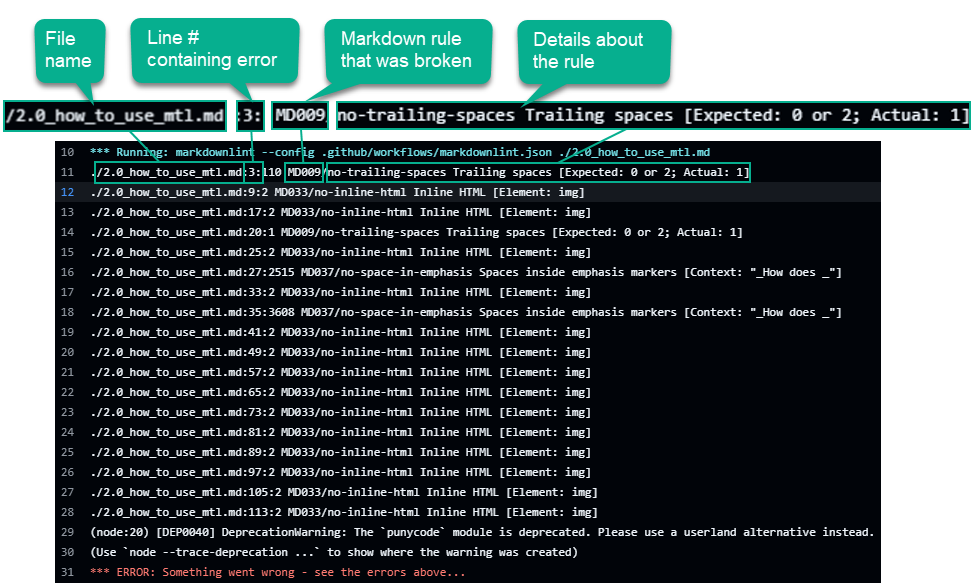 File
name
Line #
containing error
Markdown rule
that was broken
Details about
the rule
/2.0_how_to_use_mtl.md :3: MD009/ no-trailing-spaces Trailing spaces [Expected: 0 or 2; Actual: 1]
10 *** Running: markdownlint --config .github/workflows/markdownlint.json ./2.0_how_to_use_mtl.md
11 ./2.0_how_to_use_mtl.md:3:110 MD009/no-trailing-spaces Trailing spaces [Expected: 0 or 2; Actual: 1]
12 ./2.0_how_to_use_mtl.md:9:2 MD033/no-inline-html Inline HTML [Element: img]
13 ./2.0_how_to_use_mtl.md:17:2 MD033/no-inline-html Inline HTML [Element: img]
14 ./2.0_how_to_use_mtl.md:20:1 MD009/no-trailing-spaces Trailing spaces [Expected: 0 or 2; Actual: 1]
15 ./2.0_how_to_use_mtl.md:25:2 MD033/no-inline-html Inline HTML [Element: img]
16 ./2.0_how_to_use_mtl.md:27:2515 MD037/no-space-in-emphasis Spaces inside emphasis markers [Context: "_How does _"]
17 ./2.0_how_to_use_mtl.md:33:2 MD033/no-inline-html Inline HTML [Element: img]
18 ./2.0_how_to_use_mtl.md:35:3608 MD037/no-space-in-emphasis Spaces inside emphasis markers [Context: "_How does _"]
19 ./2.0_how_to_use_mtl.md:41:2 MD033/no-inline-html Inline HTML [Element: img]
20 ./2.0_how_to_use_mtl.md:49:2 MD033/no-inline-html Inline HTML [Element: img]
21 ./2.0_how_to_use_mtl.md:57:2 MD033/no-inline-html Inline HTML [Element: img]
22 ./2.0_how_to_use_mtl.md:65:2 MD033/no-inline-html Inline HTML [Element: img]
23 ./2.0_how_to_use_mtl.md:73:2 MD033/no-inline-html Inline HTML [Element: img]
24 ./2.0_how_to_use_mtl.md:81:2 MD033/no-inline-html Inline HTML [Element: img]
25 ./2.0_how_to_use_mtl.md:89:2 MD033/no-inline-html Inline HTML [Element: img]
26 ./2.0_how_to_use_mtl.md:97:2 MD033/no-inline-html Inline HTML [Element: img]
27 ./2.0_how_to_use_mtl.md:105:2 MD033/no-inline-html Inline HTML [Element: img]
28 ./2.0_how_to_use_mtl.md:113:2 MD033/no-inline-html Inline HTML [Element: img]
29 (node:20) [DEP0040] DeprecationWarning: The `punycode` module is deprecated. Please use a userland alternative instead.
30 (Use `node --trace-deprecation ...` to show where the warning was created)
31 *** ERROR: Something went wrong - see the errors above...